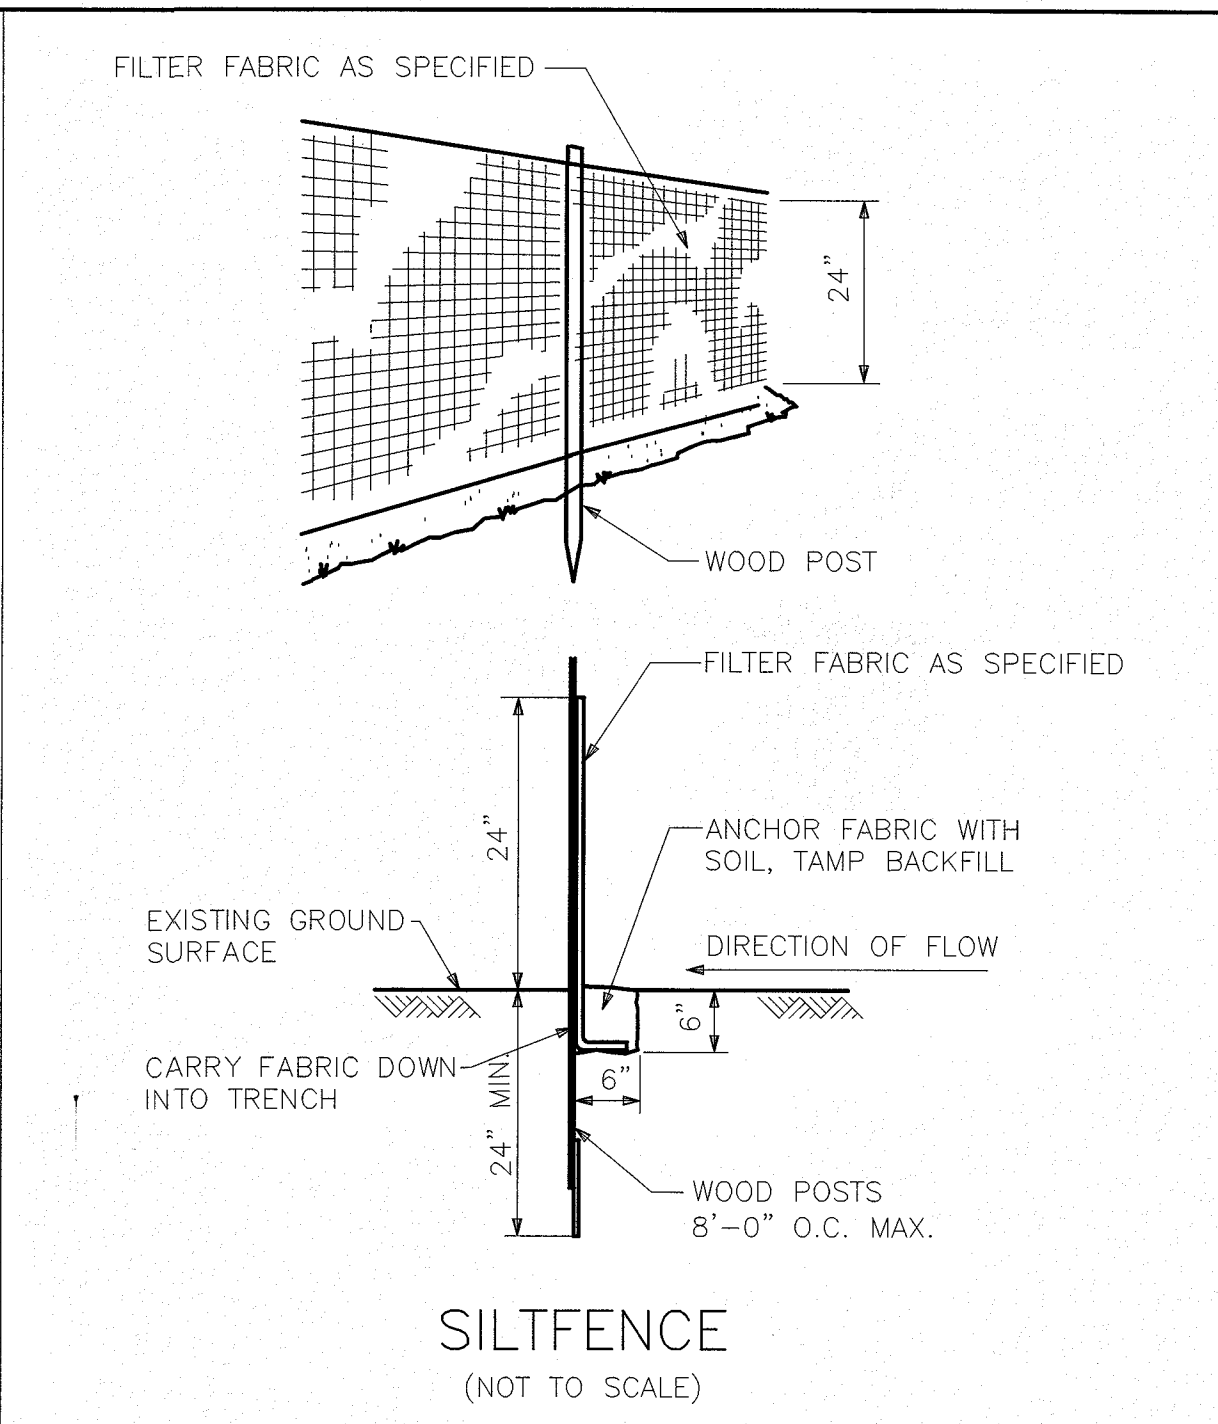 FILTER FABRIC AS SPECIFIED
24”
WOOD POST
FILTER FABRIC AS SPECIFIED
24”
ANCHOR FABRIC WITH
SOIL, TAMP BACKFILL
EXISTING GROUND
SURFACE
DIRECTION OF FLOW
6”
CARRY FABRIC DOWN
INTO TRENCH
6”
24” MIN.
WOOD POSTS
8’-0” O.C. MAX.
SILTFENCE
(NOT TO SCALE)